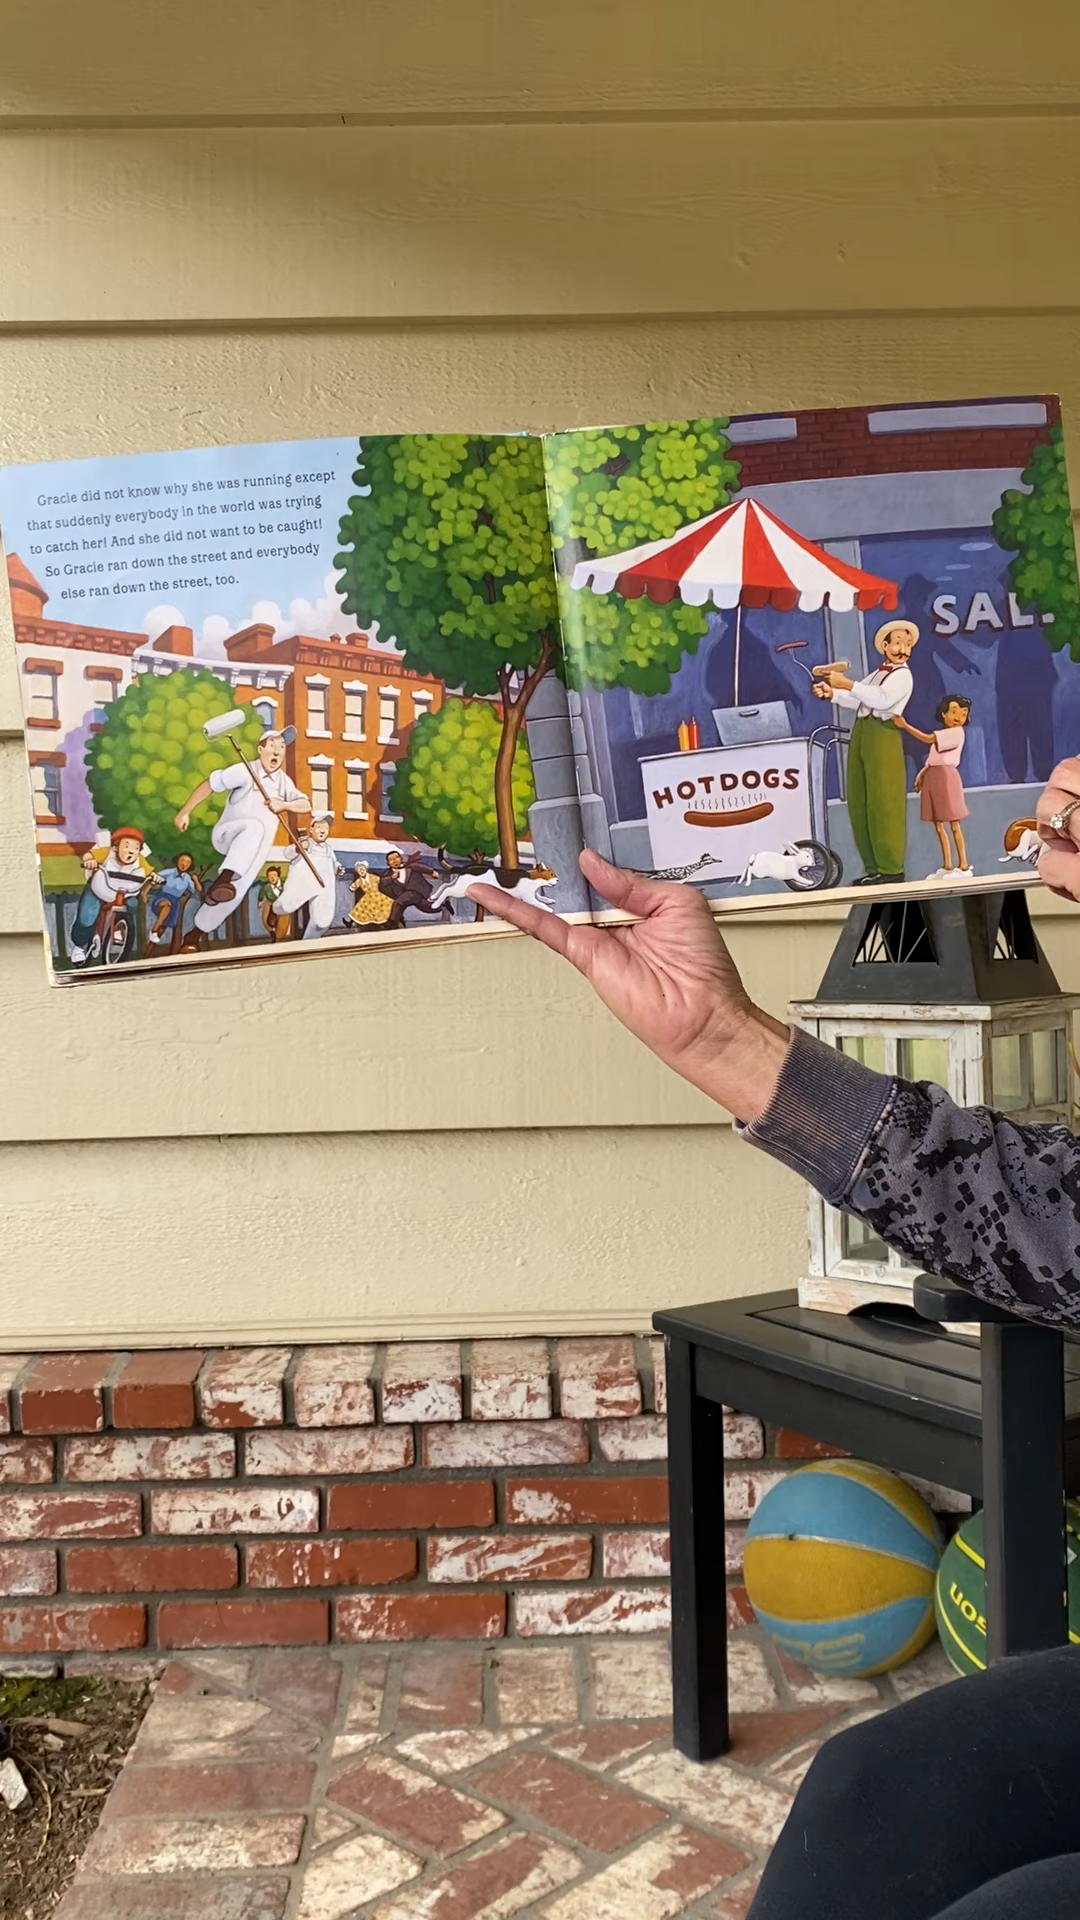 Gracie did not know why she was running except
that suddenly everybody in the world was trying
to catch her! And she did not want to be caught!
So Gracie ran down the street and everybody
else ran down the street, too.
HOTDOGS